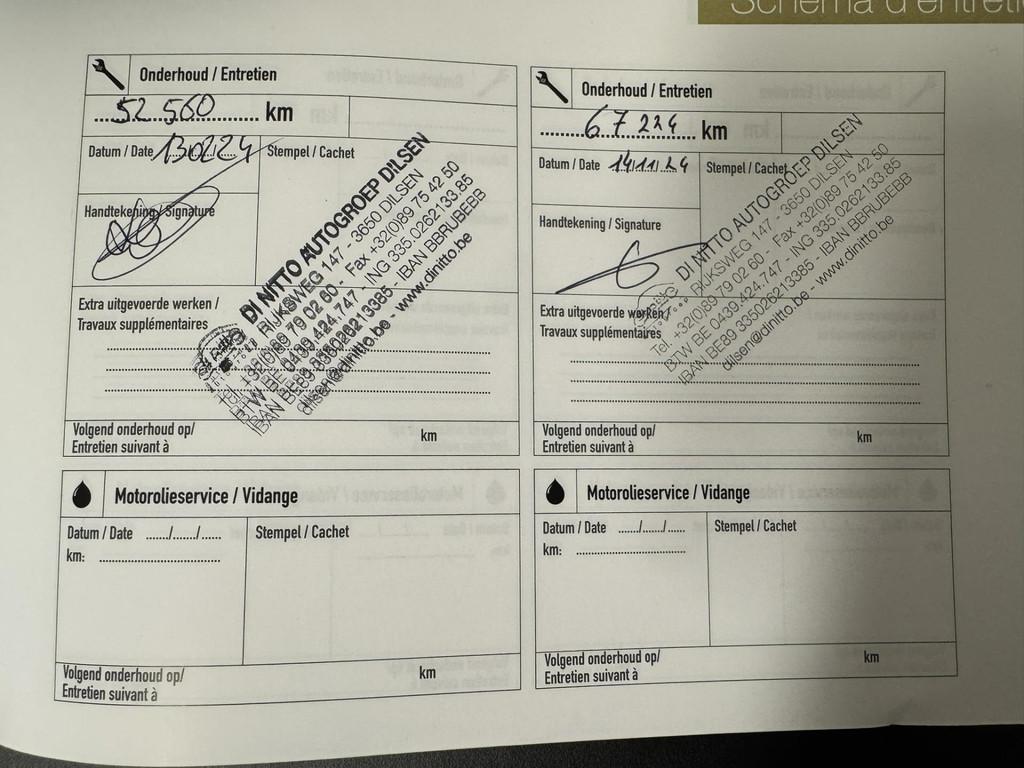 Schema d'entreti
Onderhoud / Entretien
52.560 km
Datum / Date 13/02/24
Stempel / Cachet
Handtekening / Signature
DI NITTO AUTOGROEP DILSEN
RIJKSWEG 147 - 3650 DILSEN
Tel. +32(0)89 79 02 60 - Fax +32(0)89 75 42 50
BTW BE 0439.424.747 - ING 335.0262133.85
IBAN BE89 335026213385 - IBAN BBRUBEBB
dilsen@dinitto.be - www.dinitto.be
Extra uitgevoerde werken /
Travaux supplémentaires
Volgend onderhoud op/
Entretien suivant à
km
Onderhoud / Entretien
67 224 km
Datum / Date 14/11/24
Stempel / Cachet
Handtekening / Signature
DI NITTO AUTOGROEP DILSEN
RIJKSWEG 147 - 3650 DILSEN
Tel. +32(0)89 79 02 60 - Fax +32(0)89 75 42 50
BTW BE 0439.424.747 - ING 335.0262133.85
IBAN BE89 335026213385 - IBAN BBRUBEBB
dilsen@dinitto.be - www.dinitto.be
Extra uitgevoerde werken /
Travaux supplémentaires
Volgend onderhoud op/
Entretien suivant à
km
Motorolieservice / Vidange
Datum / Date ....../....../......
Stempel / Cachet
km:
Volgend onderhoud op/
Entretien suivant à
km
Motorolieservice / Vidange
Datum / Date ....../....../......
Stempel / Cachet
km:
Volgend onderhoud op/
Entretien suivant à
km